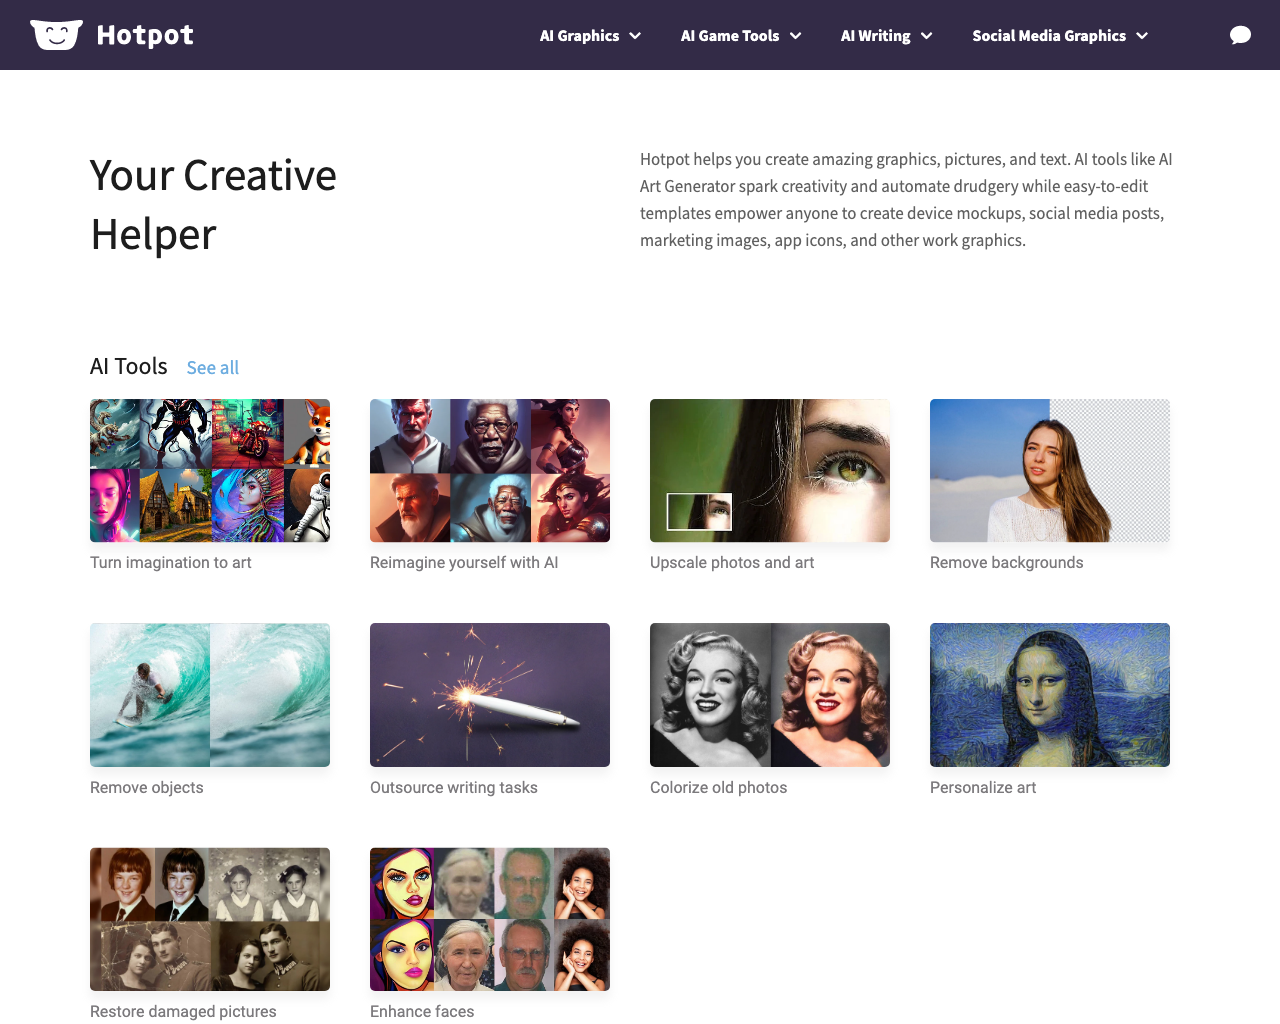 Hotpot
AI Graphics
AI Game Tools
AI Writing
Social Media Graphics
Your Creative
Helper
Hotpot helps you create amazing graphics, pictures, and text. AI tools like AI
Art Generator spark creativity and automate drudgery while easy-to-edit
templates empower anyone to create device mockups, social media posts,
marketing images, app icons, and other work graphics.
AI Tools
See all
Turn imagination to art
Reimagine yourself with AI
Upscale photos and art
Remove backgrounds
Remove objects
Outsource writing tasks
Colorize old photos
Personalize art
Restore damaged pictures
Enhance faces